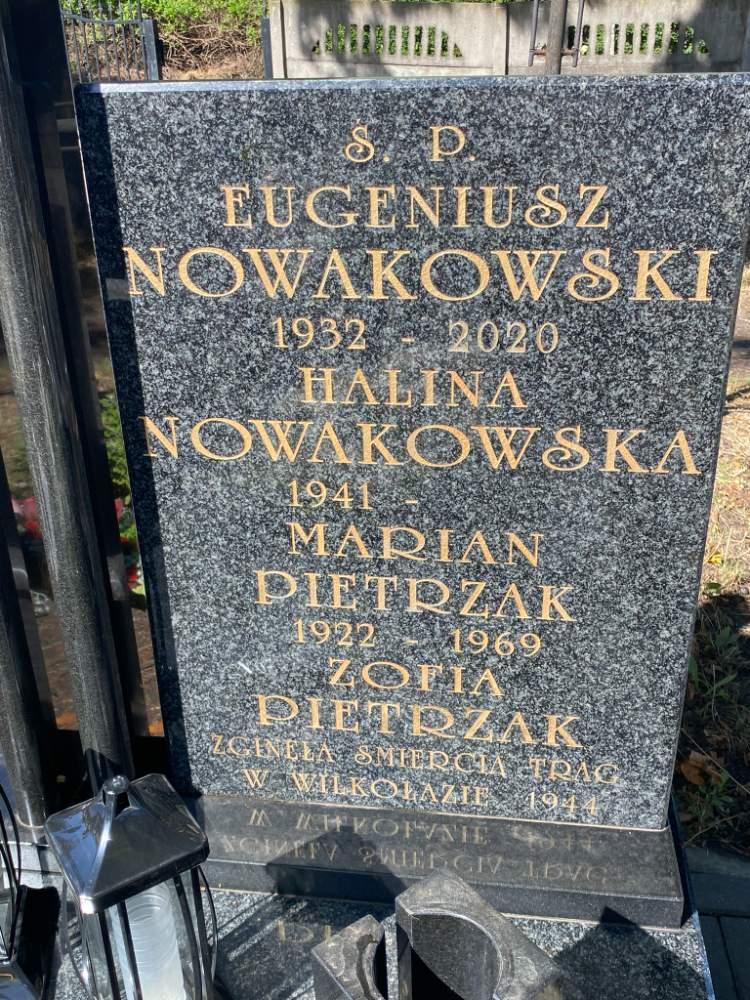 Ś. P.
EUGENIUSZ
NOWAKOWSKI
1932 - 2020
HALINA
NOWAKOWSKA
1941 -
MARIAN
PIETRZAK
1922 - 1969
ZOFIA
PIETRZAK
ZGINĘŁA ŚMIERCIĄ TRAG
W WILKOŁAZIE 1944